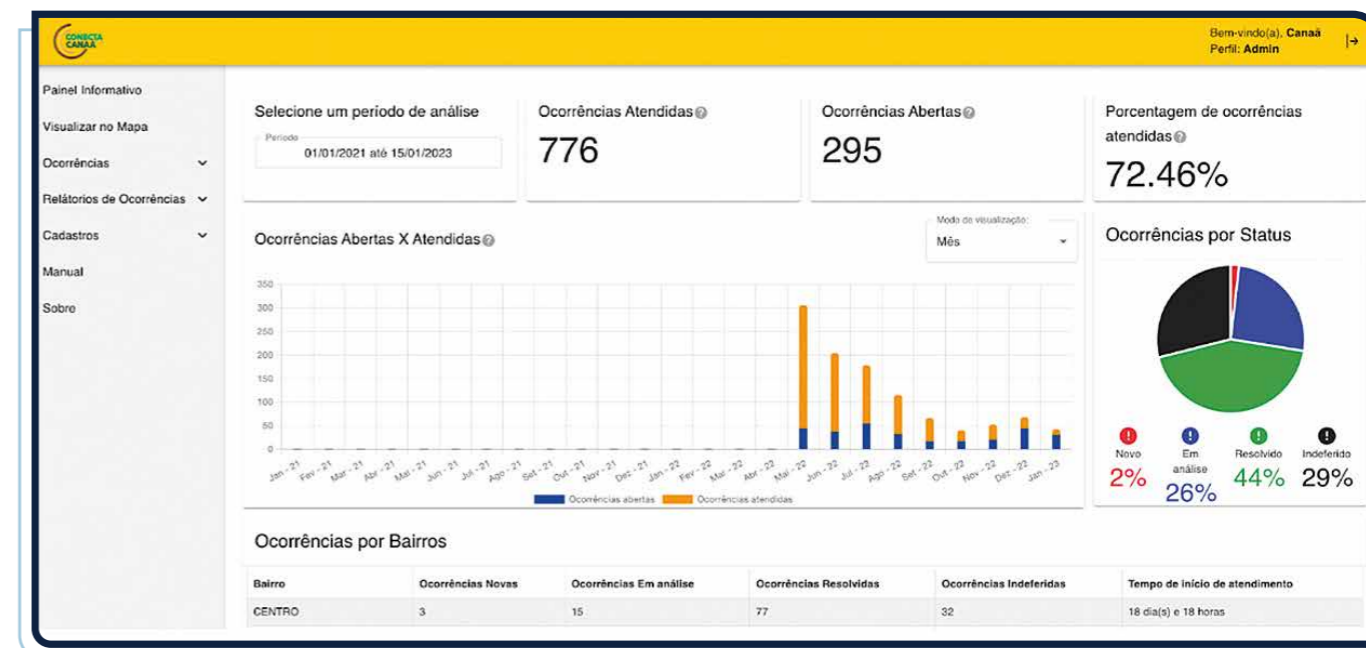 CONECTA
CANAÃ
Bem-vindo(a), Canaã
Perfil: Admin
Painel Informativo
Visualizar no Mapa
Ocorrências
Relátorios de Ocorrências
Cadastros
Manual
Sobre
Selecione um período de análise
Período
01/01/2021 até 15/01/2023
Ocorrências Atendidas
776
Ocorrências Abertas
295
Porcentagem de ocorrências
atendidas
72.46%
Ocorrências Abertas X Atendidas
Modo de visualização:
Mês
350
300
250
200
150
100
50
0
Jan - 21 Fev - 21 Mar - 21 Abr - 21 Mai - 21 Jun - 21 Jul - 21 Ago - 21 Set - 21 Out - 21 Nov - 21 Dez - 21 Jan - 22 Fev - 22 Mar - 22 Abr - 22 Mai - 22 Jun - 22 Jul - 22 Ago - 22 Set - 22 Out - 22 Nov - 22 Dez - 22 Jan - 23
Ocorrências abertas Ocorrências atendidas
Ocorrências por Status
Novo Em análise Resolvido Indeferido
2% 26% 44% 29%
Ocorrências por Bairros
Bairro Ocorrências Novas Ocorrências Em análise Ocorrências Resolvidas Ocorrências Indeferidas Tempo de início de atendimento
CENTRO 3 15 77 32 18 dia(s) e 18 horas